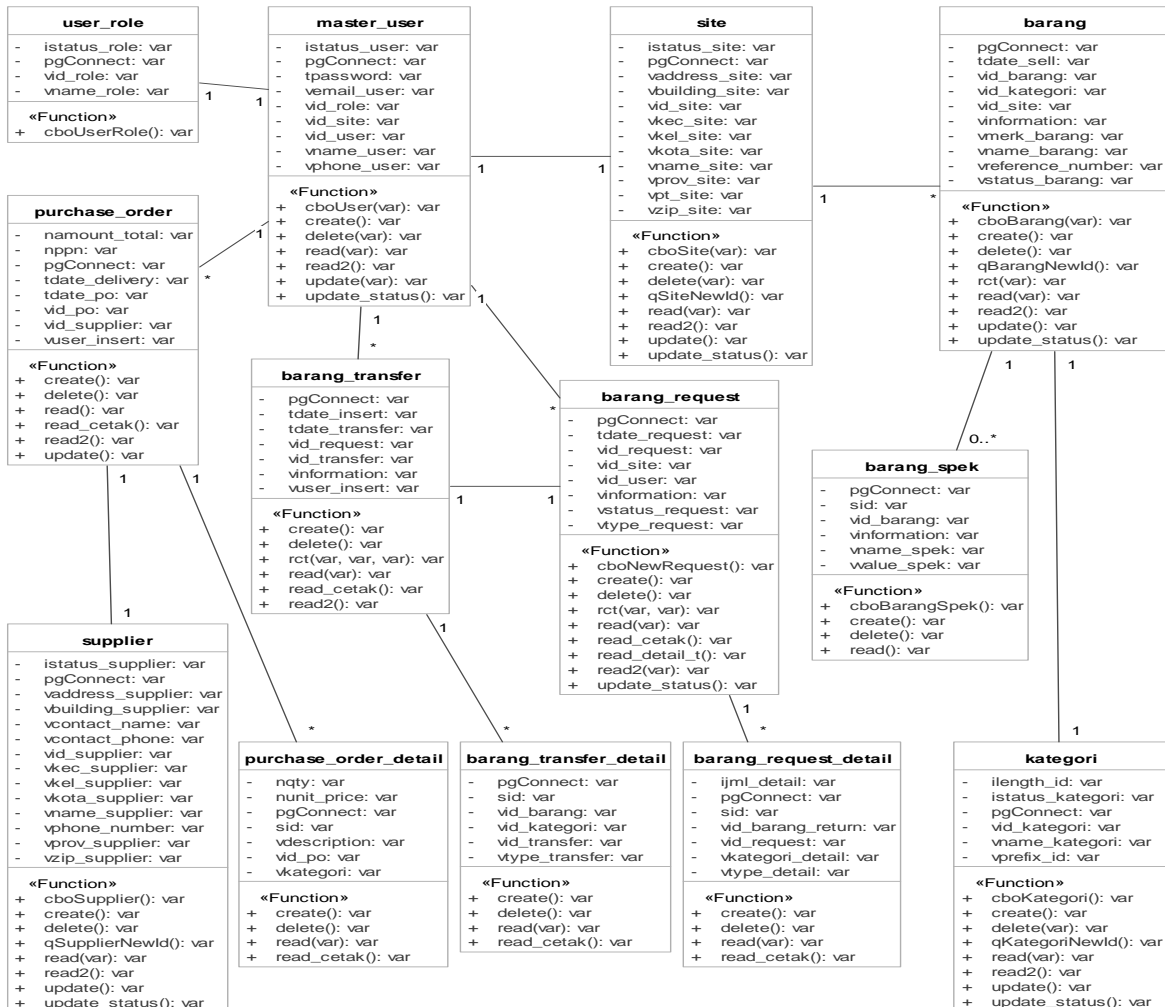 user_role
- istatus_role: var
- pgConnect: var
- vid_role: var
- vname_role: var
«Function»
+ cboUserRole(): var
1
1
master_user
- istatus_user: var
- pgConnect: var
- tpassword: var
- vemail_user: var
- vid_role: var
- vid_site: var
- vid_user: var
- vname_user: var
- vphone_user: var
«Function»
+ cboUser(var): var
+ create(): var
+ delete(var): var
+ read(var): var
+ read2(): var
+ update(var): var
+ update_status(): var
1
1
site
- istatus_site: var
- pgConnect: var
- vaddress_site: var
- vbuilding_site: var
- vid_site: var
- vkec_site: var
- vkel_site: var
- vkota_site: var
- vname_site: var
- vprov_site: var
- vpt_site: var
- vzip_site: var
«Function»
+ cboSite(var): var
+ create(): var
+ delete(var): var
+ qSiteNewId(): var
+ read(var): var
+ read2(): var
+ update(): var
+ update_status(): var
1
*
barang
- pgConnect: var
- tdate_sell: var
- vid_barang: var
- vid_kategori: var
- vid_site: var
- vinformation: var
- vmerk_barang: var
- vname_barang: var
- vreference_number: var
- vstatus_barang: var
«Function»
+ cboBarang(var): var
+ create(): var
+ delete(): var
+ qBarangNewId(): var
+ rct(var): var
+ read(var): var
+ read2(): var
+ update(): var
+ update_status(): var
1
1
purchase_order
- namount_total: var
- nppn: var
- pgConnect: var
- tdate_delivery: var
- tdate_po: var
- vid_po: var
- vid_supplier: var
- vuser_insert: var
«Function»
+ create(): var
+ delete(): var
+ read(): var
+ read_cetak(): var
+ read2(): var
+ update(): var
1
*
1
1
1
*
1
*
barang_transfer
- pgConnect: var
- tdate_insert: var
- tdate_transfer: var
- vid_request: var
- vid_transfer: var
- vinformation: var
- vuser_insert: var
«Function»
+ create(): var
+ delete(): var
+ rct(var, var, var): var
+ read(var): var
+ read_cetak(): var
+ read2(): var
1
1
1
barang_request
- pgConnect: var
- tdate_request: var
- vid_request: var
- vid_site: var
- vid_user: var
- vinformation: var
- vstatus_request: var
- vtype_request: var
«Function»
+ cboNewRequest(): var
+ create(): var
+ delete(): var
+ rct(var, var): var
+ read(var): var
+ read_cetak(): var
+ read_detail_t(): var
+ read2(var): var
+ update_status(): var
1
*
0..*
barang_spek
- pgConnect: var
- sid: var
- vid_barang: var
- vinformation: var
- vname_spek: var
- vvalue_spek: var
«Function»
+ cboBarangSpek(): var
+ create(): var
+ delete(): var
+ read(): var
1
supplier
- istatus_supplier: var
- pgConnect: var
- vaddress_supplier: var
- vbuilding_supplier: var
- vcontact_name: var
- vcontact_phone: var
- vid_supplier: var
- vkec_supplier: var
- vkel_supplier: var
- vkota_supplier: var
- vname_supplier: var
- vphone_number: var
- vprov_supplier: var
- vzip_supplier: var
«Function»
+ cboSupplier(): var
+ create(): var
+ delete(): var
+ qSupplierNewId(): var
+ read(var): var
+ read2(): var
+ update(): var
+ update_status(): var
*
purchase_order_detail
- nqty: var
- nunit_price: var
- pgConnect: var
- sid: var
- vdescription: var
- vid_po: var
- vkategori: var
«Function»
+ create(): var
+ delete(): var
+ read(var): var
+ read_cetak(): var
*
barang_transfer_detail
- pgConnect: var
- sid: var
- vid_barang: var
- vid_kategori: var
- vid_transfer: var
- vtype_transfer: var
«Function»
+ create(): var
+ delete(): var
+ read(var): var
+ read_cetak(): var
barang_request_detail
- ijml_detail: var
- pgConnect: var
- sid: var
- vid_barang_return: var
- vid_request: var
- vkategori_detail: var
- vtype_detail: var
«Function»
+ create(): var
+ delete(): var
+ read(var): var
+ read_cetak(): var
1
kategori
- ilength_id: var
- istatus_kategori: var
- pgConnect: var
- vid_kategori: var
- vname_kategori: var
- vprefix_id: var
«Function»
+ cboKategori(): var
+ create(): var
+ delete(var): var
+ qKategoriNewId(): var
+ read(var): var
+ read2(): var
+ update(): var
+ update_status(): var